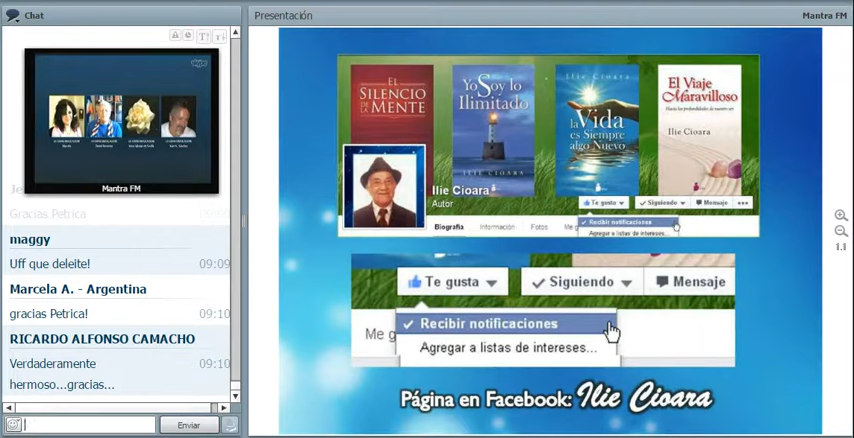 Chat
Mantra FM
Gracias Petrica
maggy
Uff que deleite! 09:09
Marcela A. - Argentina
gracias Petrica! 09:10
RICARDO ALFONSO CAMACHO
Verdaderamente 09:10
hermoso...gracias...
Enviar
Presentación
Mantra FM
EL
SILENCIO
DE LA
MENTE
Yo Soy lo
Ilimitado
ILIE CIOARA
Ilie Cioara
la
Vida
es Siempre
algo Nuevo
El Viaje
Maravilloso
Ilie Cioara
Ilie Cioara
Autor
Te gusta
Siguiendo
Mensaje
Biografía
Información
Fotos
Me g
Recibir notificaciones
Agregar a listas de intereses...
Te gusta
Siguiendo
Mensaje
Me g
Recibir notificaciones
Agregar a listas de intereses...
Página en Facebook: Ilie Cioara
1:1